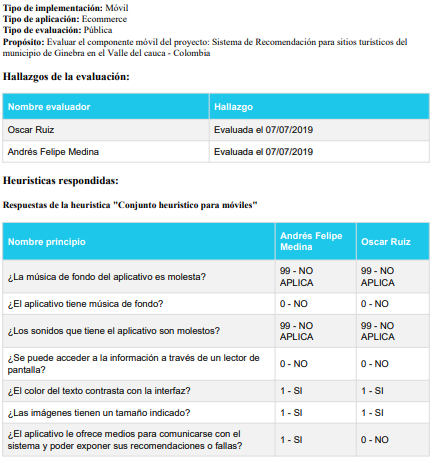 Tipo de implementación: Móvil
Tipo de aplicación: Ecommerce
Tipo de evaluación: Pública
Propósito: Evaluar el componente móvil del proyecto: Sistema de Recomendación para sitios turísticos del
municipio de Ginebra en el Valle del cauca - Colombia
Hallazgos de la evaluación:
Nombre evaluador Hallazgo
Oscar Ruiz Evaluada el 07/07/2019
Andrés Felipe Medina Evaluada el 07/07/2019
Heuristicas respondidas:
Respuestas de la heuristica "Conjunto heuristico para móviles"
Nombre principio Andrés Felipe Medina Oscar Ruiz
¿La música de fondo del aplicativo es molesta? 99 - NO APLICA 99 - NO APLICA
¿El aplicativo tiene música de fondo? 0 - NO 0 - NO
¿Los sonidos que tiene el aplicativo son molestos? 99 - NO APLICA 99 - NO APLICA
¿Se puede acceder a la información a través de un lector de
pantalla? 0 - NO 0 - NO
¿El color del texto contrasta con la interfaz? 1 - SI 1 - SI
¿Las imágenes tienen un tamaño indicado? 1 - SI 1 - SI
¿El aplicativo le ofrece medios para comunicarse con el
sistema y poder exponer sus recomendaciones o fallas? 1 - SI 0 - NO